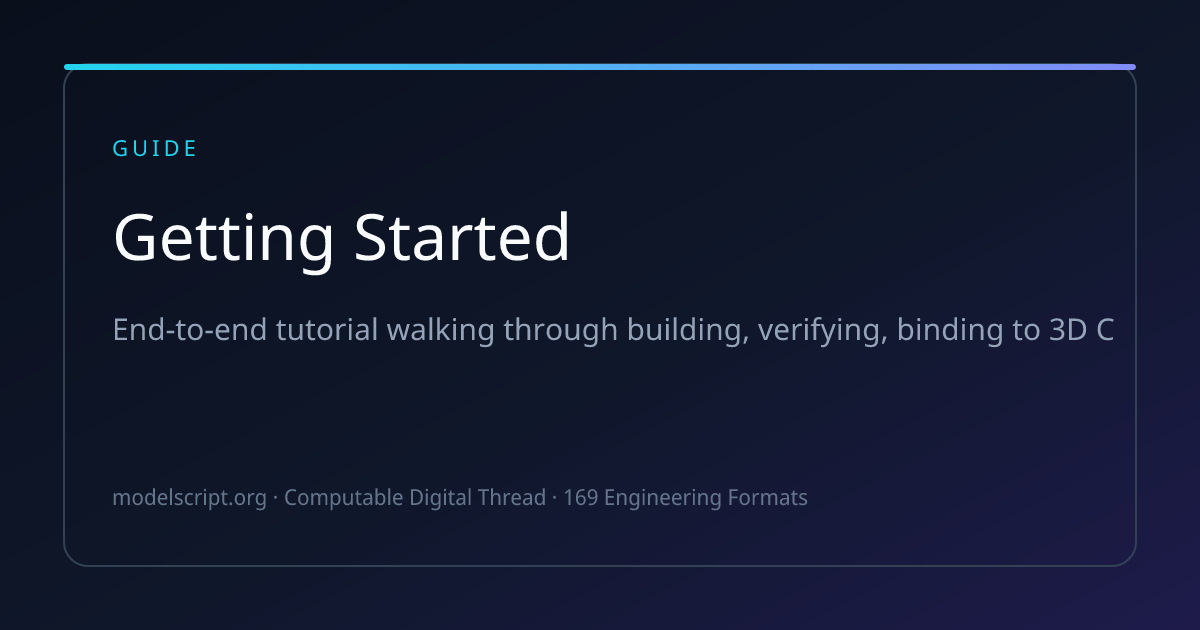 GUIDE
Getting Started
End-to-end tutorial walking through building, verifying, binding to 3D C
modelscript.org · Computable Digital Thread · 169 Engineering Formats